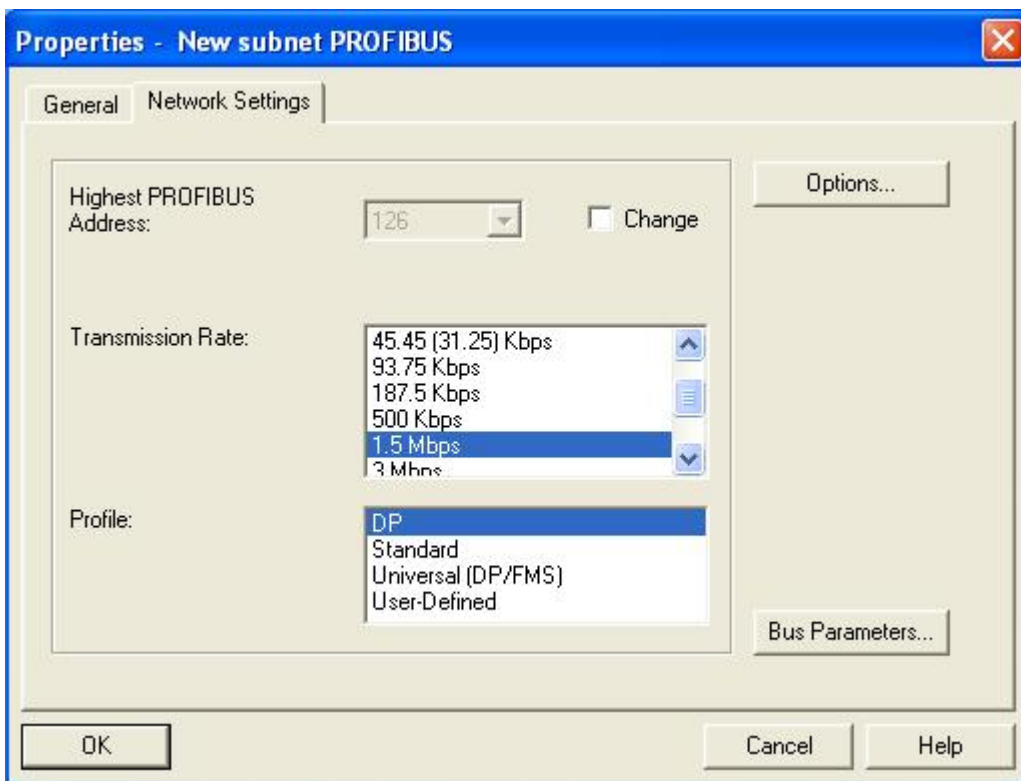 Properties - New subnet PROFIBUS
General
Network Settings
Highest PROFIBUS
Address:
126
Change
Options...
Transmission Rate:
45.45 (31.25) Kbps
93.75 Kbps
187.5 Kbps
500 Kbps
1.5 Mbps
3 Mbps
Profile:
DP
Standard
Universal (DP/FMS)
User-Defined
Bus Parameters...
OK
Cancel
Help